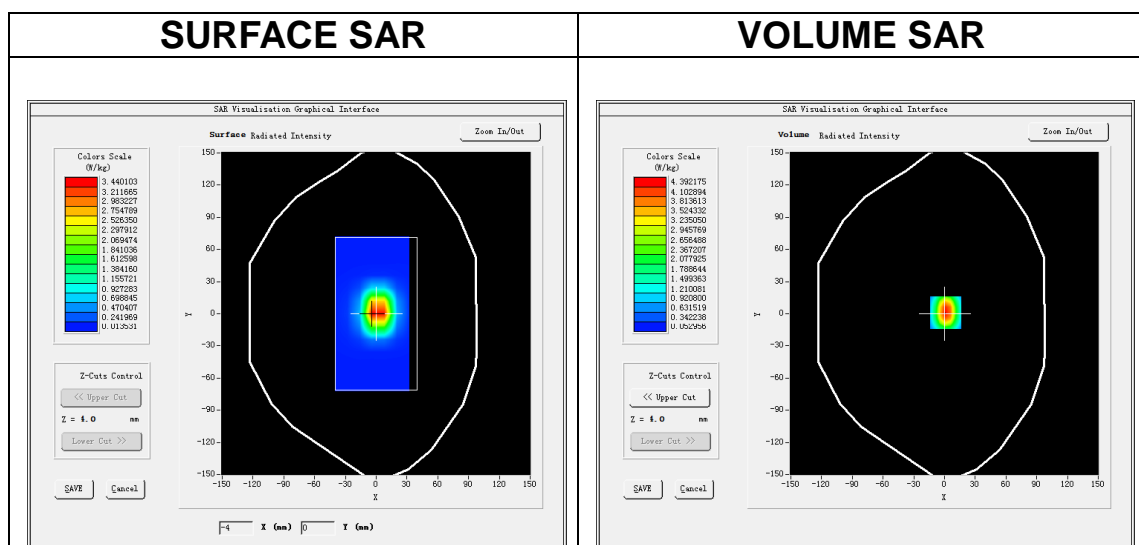 SURFACE SAR
VOLUME SAR
SAR Visualisation Graphical Interface
Surface Radiated Intensity
Zoom In/Out
Colors Scale
(W/kg)
3.440103
3.211665
2.983227
2.754789
2.526350
2.297912
2.069474
1.841036
1.612598
1.384160
1.155721
0.927283
0.698845
0.470407
0.241969
0.013531
150
120
90
60
30
0
-30
-60
-90
-120
-150
Y
-150 -120 -90 -60 -30 0 30 60 90 120 150
X
Z-Cuts Control
<< Upper Cut
Z = 4.0 mm
Lower Cut >>
SAVE Cancel
-4 X (mm) 0 Y (mm)
SAR Visualisation Graphical Interface
Volume Radiated Intensity
Zoom In/Out
Colors Scale
(W/kg)
4.392175
4.102894
3.813613
3.524332
3.235050
2.945769
2.656488
2.367207
2.077925
1.788644
1.499363
1.210081
0.920800
0.631519
0.342238
0.052956
150
120
90
60
30
0
-30
-60
-90
-120
-150
Y
-150 -120 -90 -60 -30 0 30 60 90 120 150
X
Z-Cuts Control
<< Upper Cut
Z = 4.0 mm
Lower Cut >>
SAVE Cancel